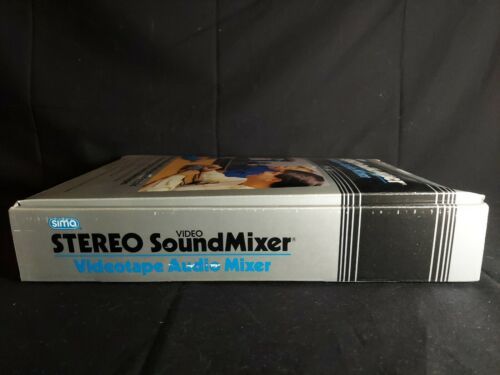 sima
VIDEO
STEREO SoundMixer®
Videotape Audio Mixer